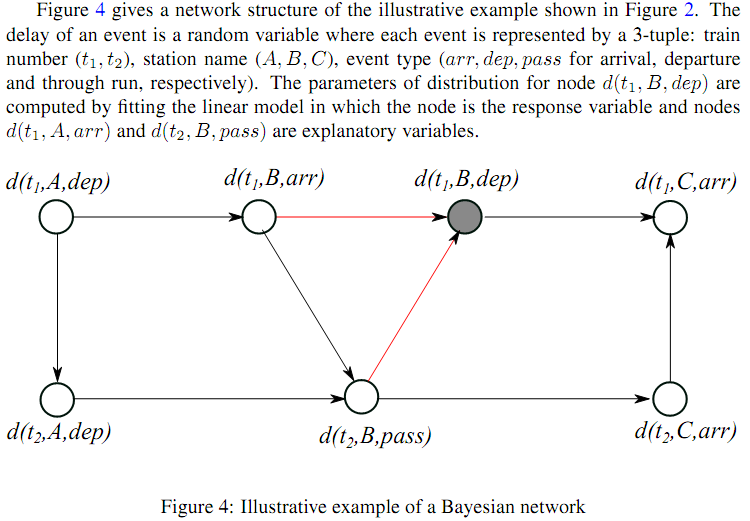 Figure 4 gives a network structure of the illustrative example shown in Figure 2. The
delay of an event is a random variable where each event is represented by a 3-tuple: train
number (t₁, t₂), station name (A, B, C), event type (arr, dep, pass for arrival, departure
and through run, respectively). The parameters of distribution for node d(t₁, B, dep) are
computed by fitting the linear model in which the node is the response variable and nodes
d(t₁, A, arr) and d(t₂, B, pass) are explanatory variables.
d(t₁,A,dep)
d(t₁,B,arr)
d(t₁,B,dep)
d(t₁,C,arr)
d(t₂,A,dep)
d(t₂,B,pass)
d(t₂,C,arr)
Figure 4: Illustrative example of a Bayesian network